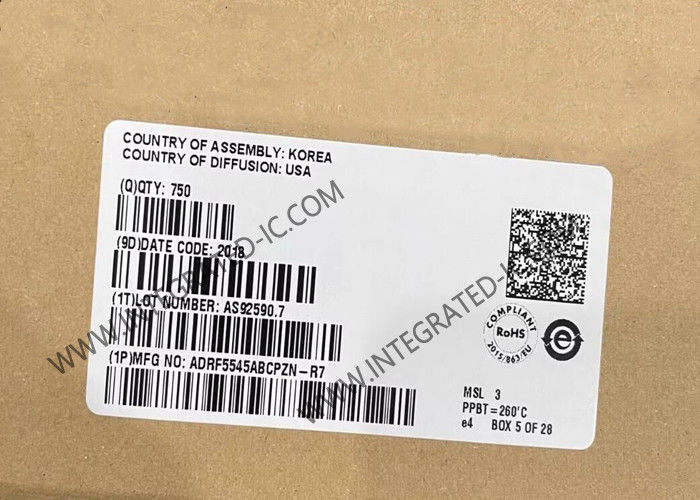 COUNTRY OF ASSEMBLY: KOREA
COUNTRY OF DIFFUSION: USA
(Q)QTY: 750
(9D)DATE CODE: 2018
(1T)LOT NUMBER: AS92590.7
(1P)MFG NO: ADRF5545ABCPZN-R7
COMPLIANT
RoHS
2015/863/EU
e
MSL 3
PPBT=260°C
e4 BOX 5 OF 28
WWW.INTEGRATED-IC.COM
WWW.INTEGRATED-I